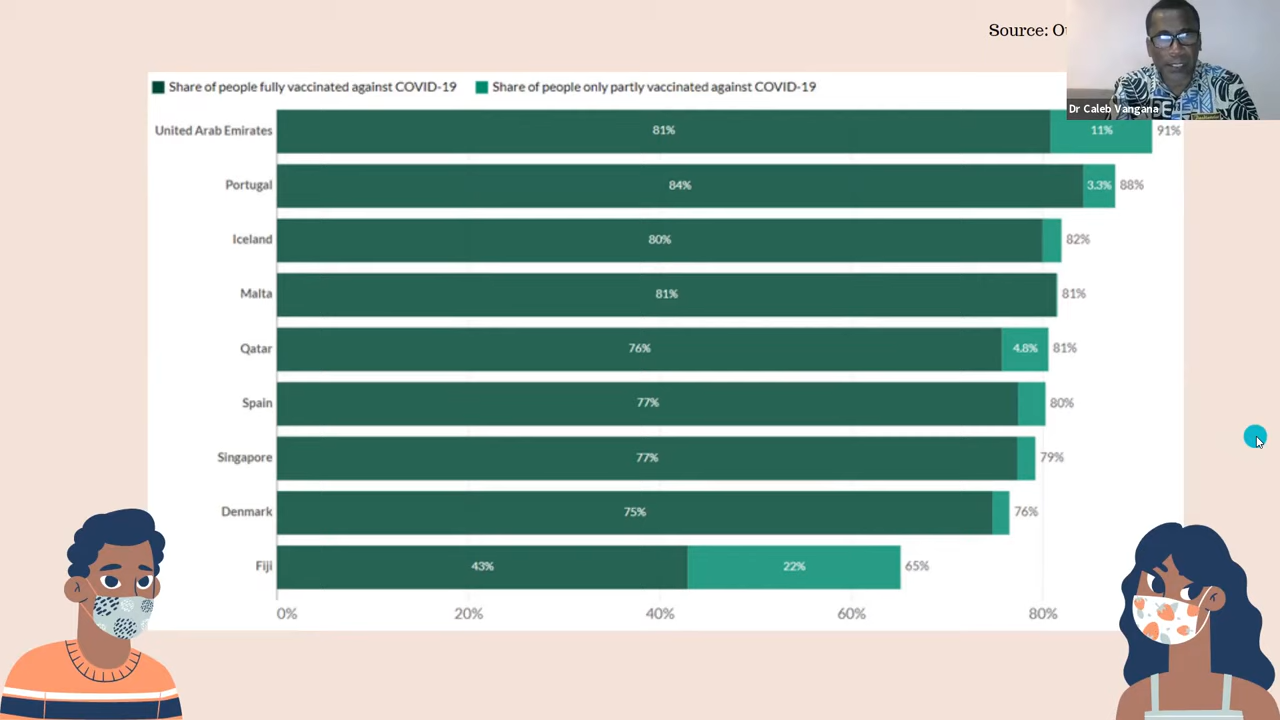 Source:
Share of people fully vaccinated against COVID-19 Share of people only partly vaccinated against COVID-19
Dr Caleb Vangana
United Arab Emirates 81% 11% 91%
Portugal 84% 3.3% 88%
Iceland 80% 82%
Malta 81% 81%
Qatar 76% 4.8% 81%
Spain 77% 80%
Singapore 77% 79%
Denmark 75% 76%
Fiji 43% 22% 65%
0% 20% 40% 60% 80%